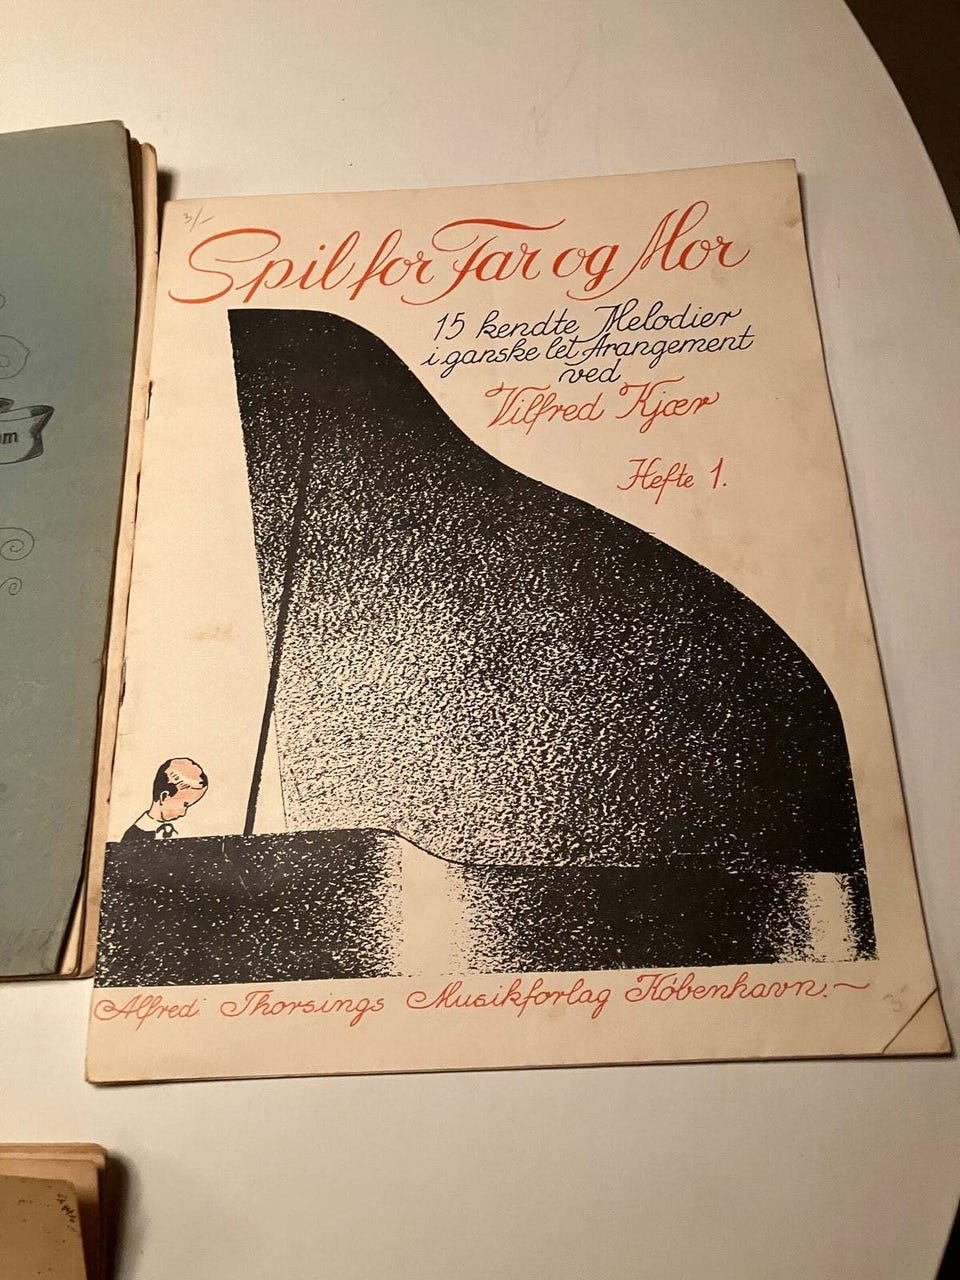 3/-
Spil for Far og Mor
15 kendte Melodier
i ganske let Arangement
ved
Vilfred Kjær
Hefte 1.
Alfred Thorsings Musikforlag København.